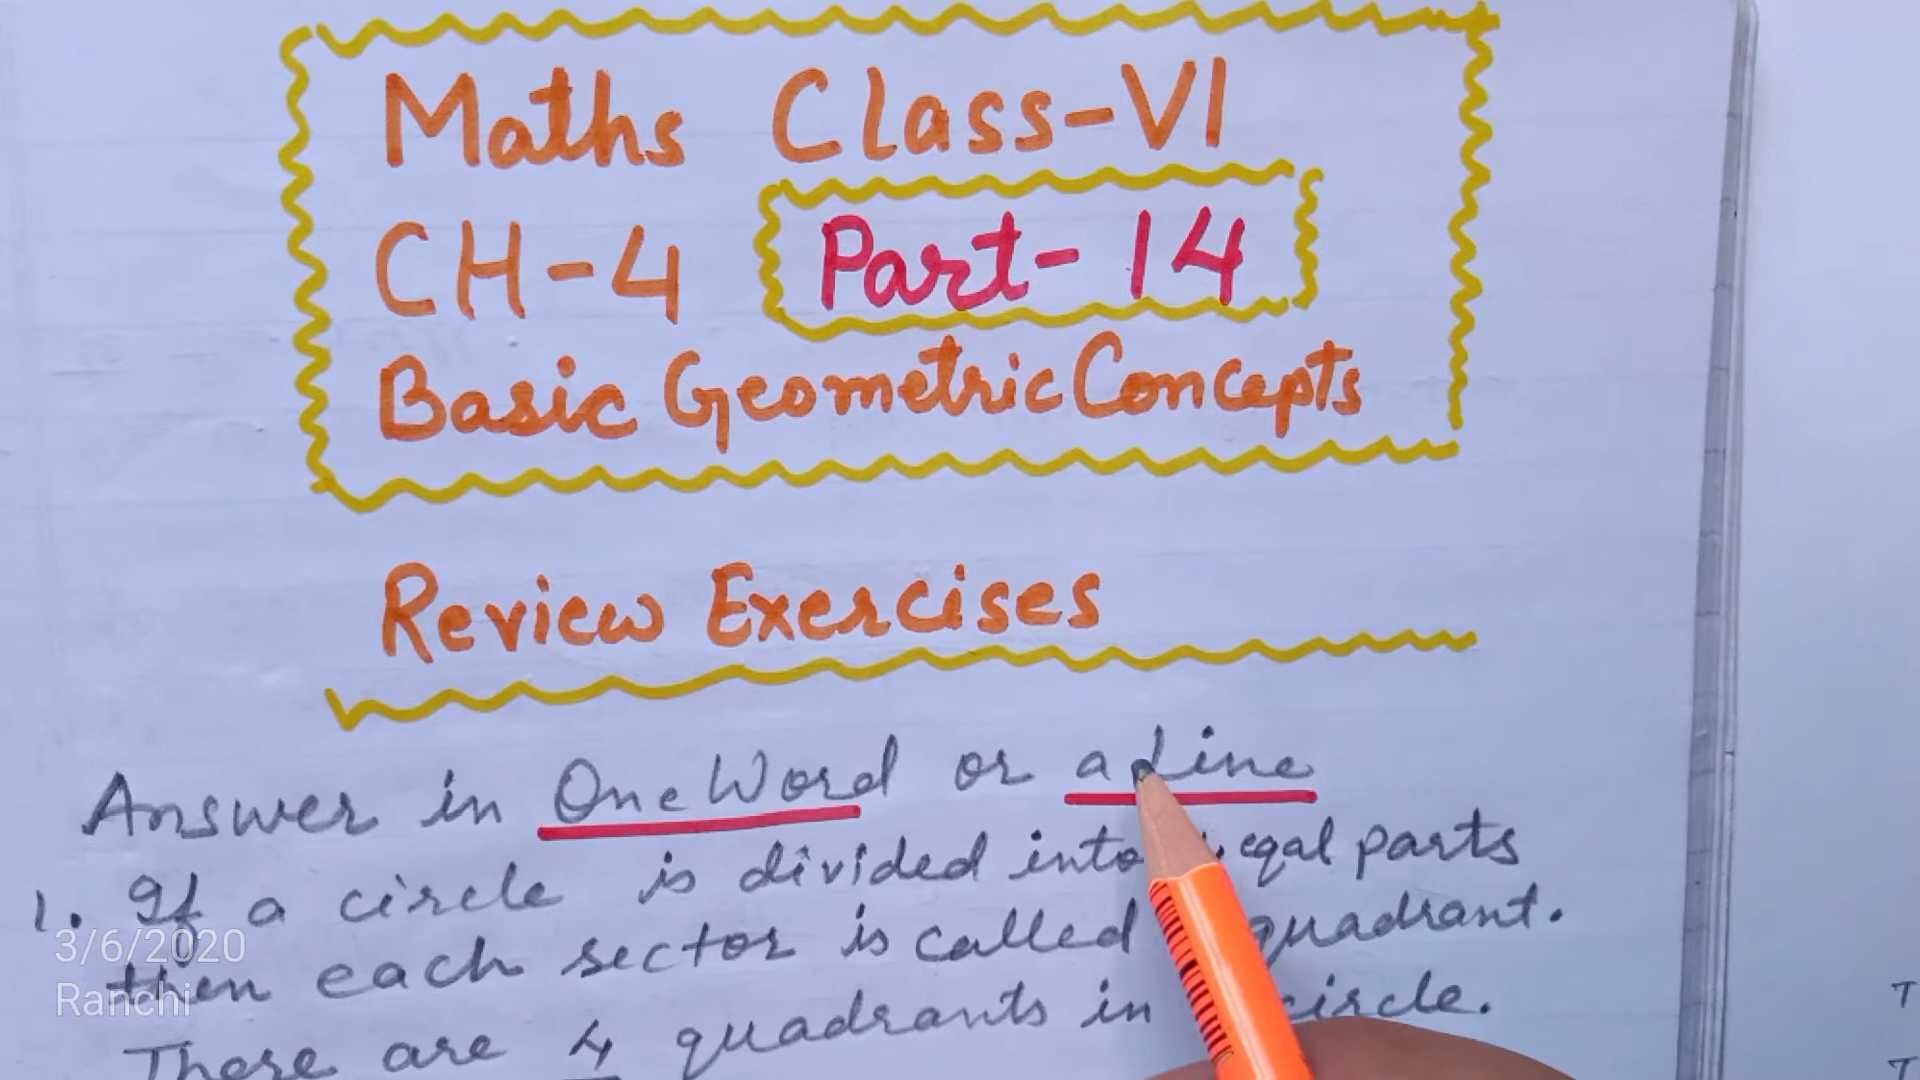 Maths Class-VI
CH-4 Part-14
Basic Geometric Concepts
Review Exercises
Answer in One Word or a Line
1. If a circle is divided into eqal parts
then each sector is called quadrant.
There are 4 quadrants in circle.
3/6/2020
Ranchi
T
T